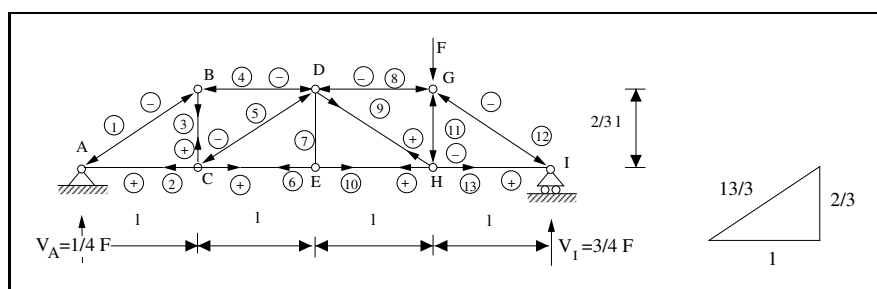 F
B 4 − D − 8 G
− 5 9 −
1 3 − 7 11 12 2/3 l
A + + − I
+ 2 C + 6 E 10 + H 13 + 13/3 2/3
l l l l
V_A=1/4 F V_I=3/4 F 1